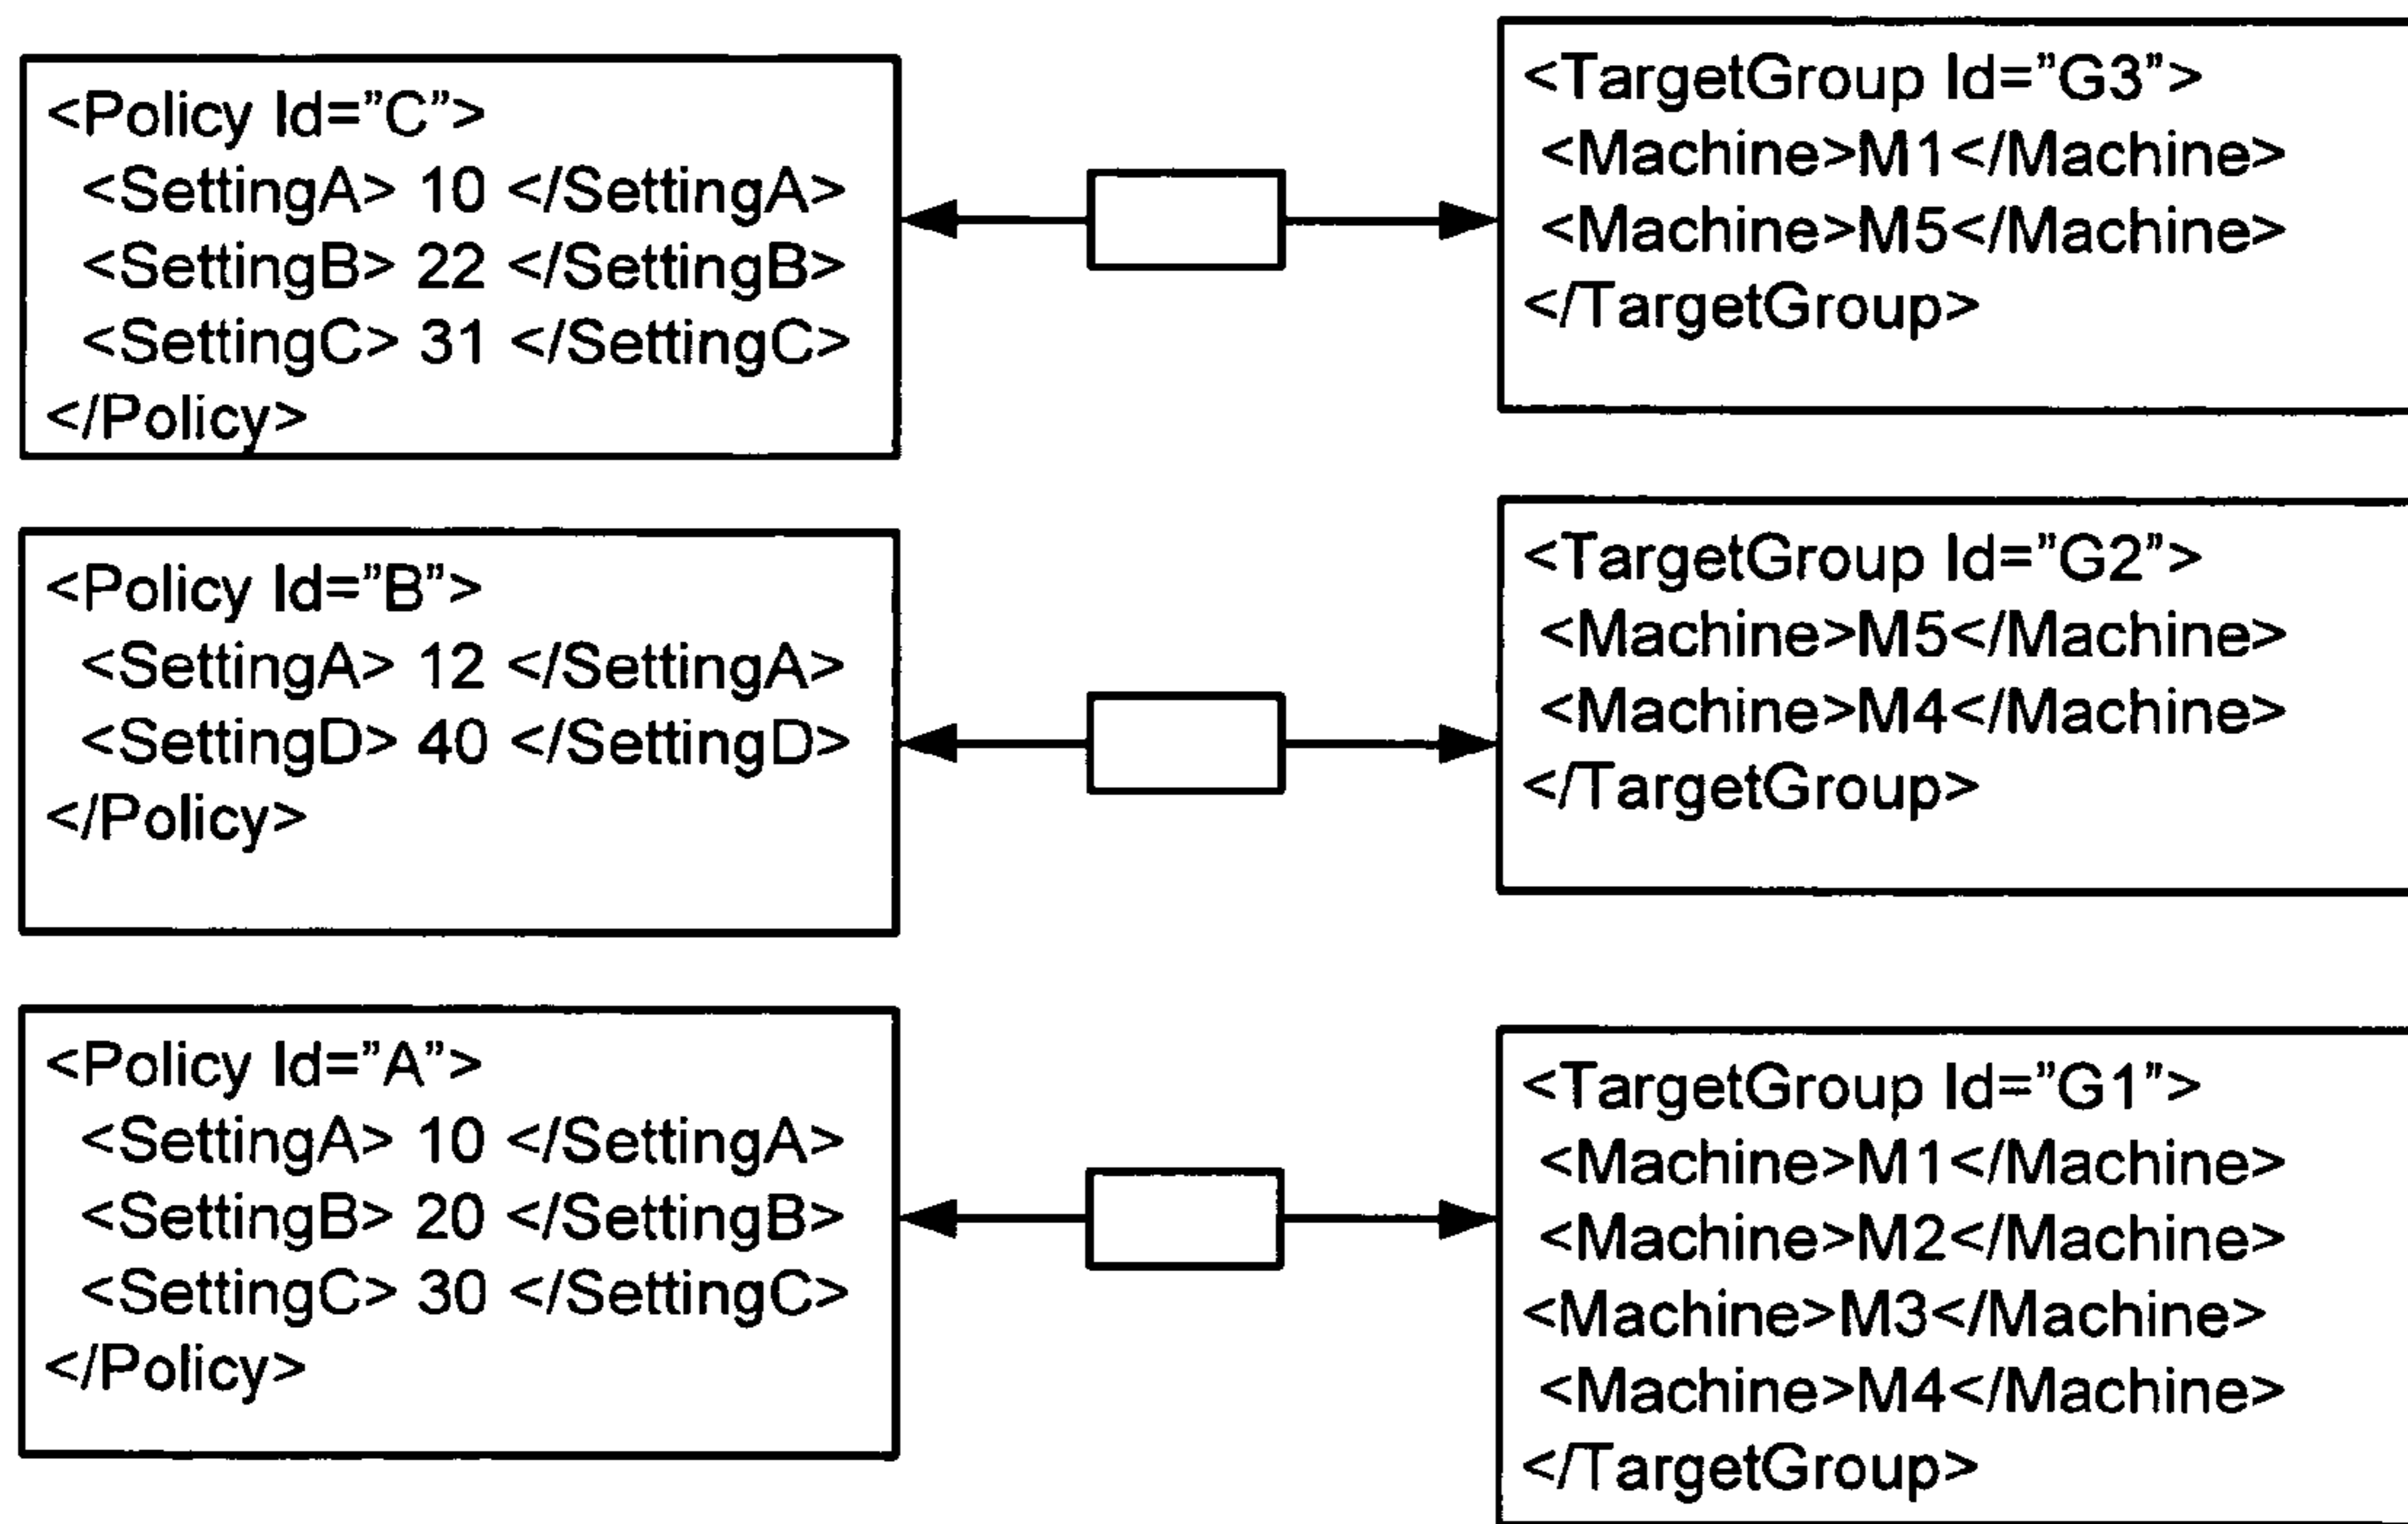 <Policy Id=”C”>
<SettingA> 10 </SettingA>
<SettingB> 22 </SettingB>
<SettingC> 31 </SettingC>
</Policy>
<TargetGroup Id=”G3”>
<Machine>M1</Machine>
<Machine>M5</Machine>
</TargetGroup>
<Policy Id=”B”>
<SettingA> 12 </SettingA>
<SettingD> 40 </SettingD>
</Policy>
<TargetGroup Id=”G2”>
<Machine>M5</Machine>
<Machine>M4</Machine>
</TargetGroup>
<Policy Id=”A”>
<SettingA> 10 </SettingA>
<SettingB> 20 </SettingB>
<SettingC> 30 </SettingC>
</Policy>
<TargetGroup Id=”G1”>
<Machine>M1</Machine>
<Machine>M2</Machine>
<Machine>M3</Machine>
<Machine>M4</Machine>
</TargetGroup>